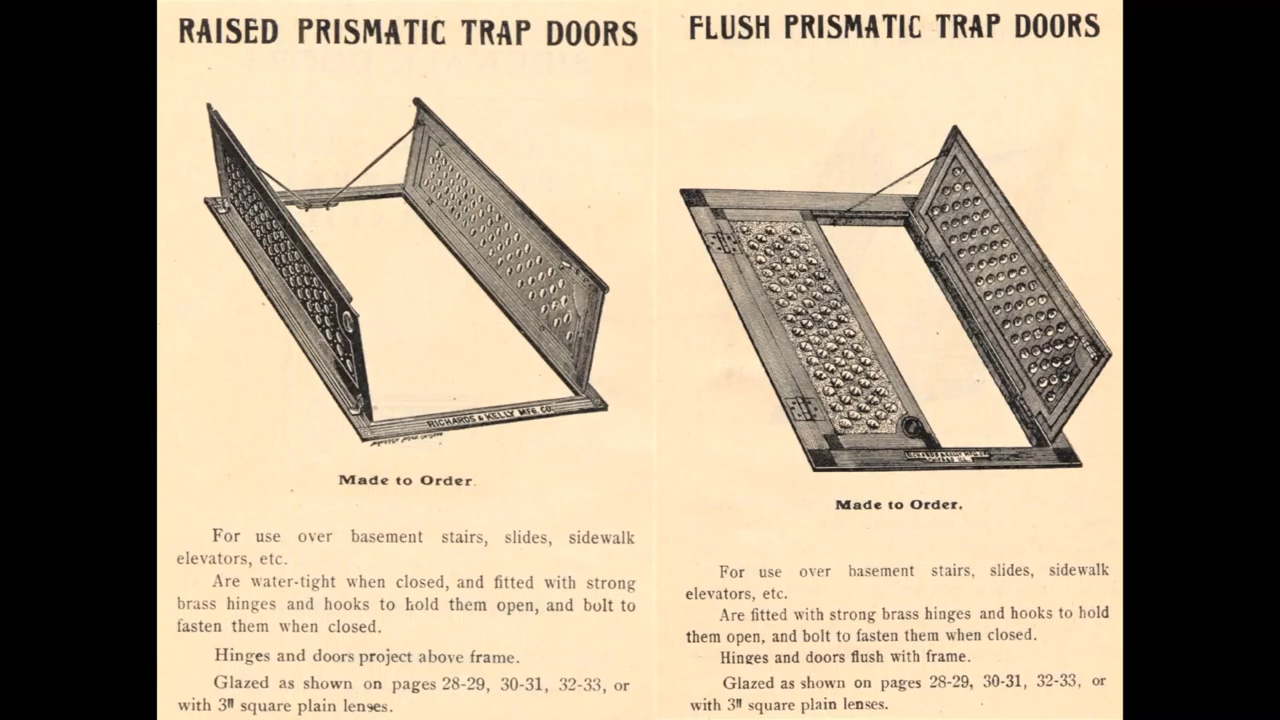 RAISED PRISMATIC TRAP DOORS
RICHARDS & KELLY MFG. CO.
Made to Order.
For use over basement stairs, slides, sidewalk
elevators, etc.
Are water-tight when closed, and fitted with strong
brass hinges and hooks to hold them open, and bolt to
fasten them when closed.
Hinges and doors project above frame.
Glazed as shown on pages 28-29, 30-31, 32-33, or
with 3" square plain lenses.
FLUSH PRISMATIC TRAP DOORS
Made to Order.
For use over basement stairs, slides, sidewalk
elevators, etc.
Are fitted with strong brass hinges and hooks to hold
them open, and bolt to fasten them when closed.
Hinges and doors flush with frame.
Glazed as shown on pages 28-29, 30-31, 32-33, or
with 3" square plain lenses.